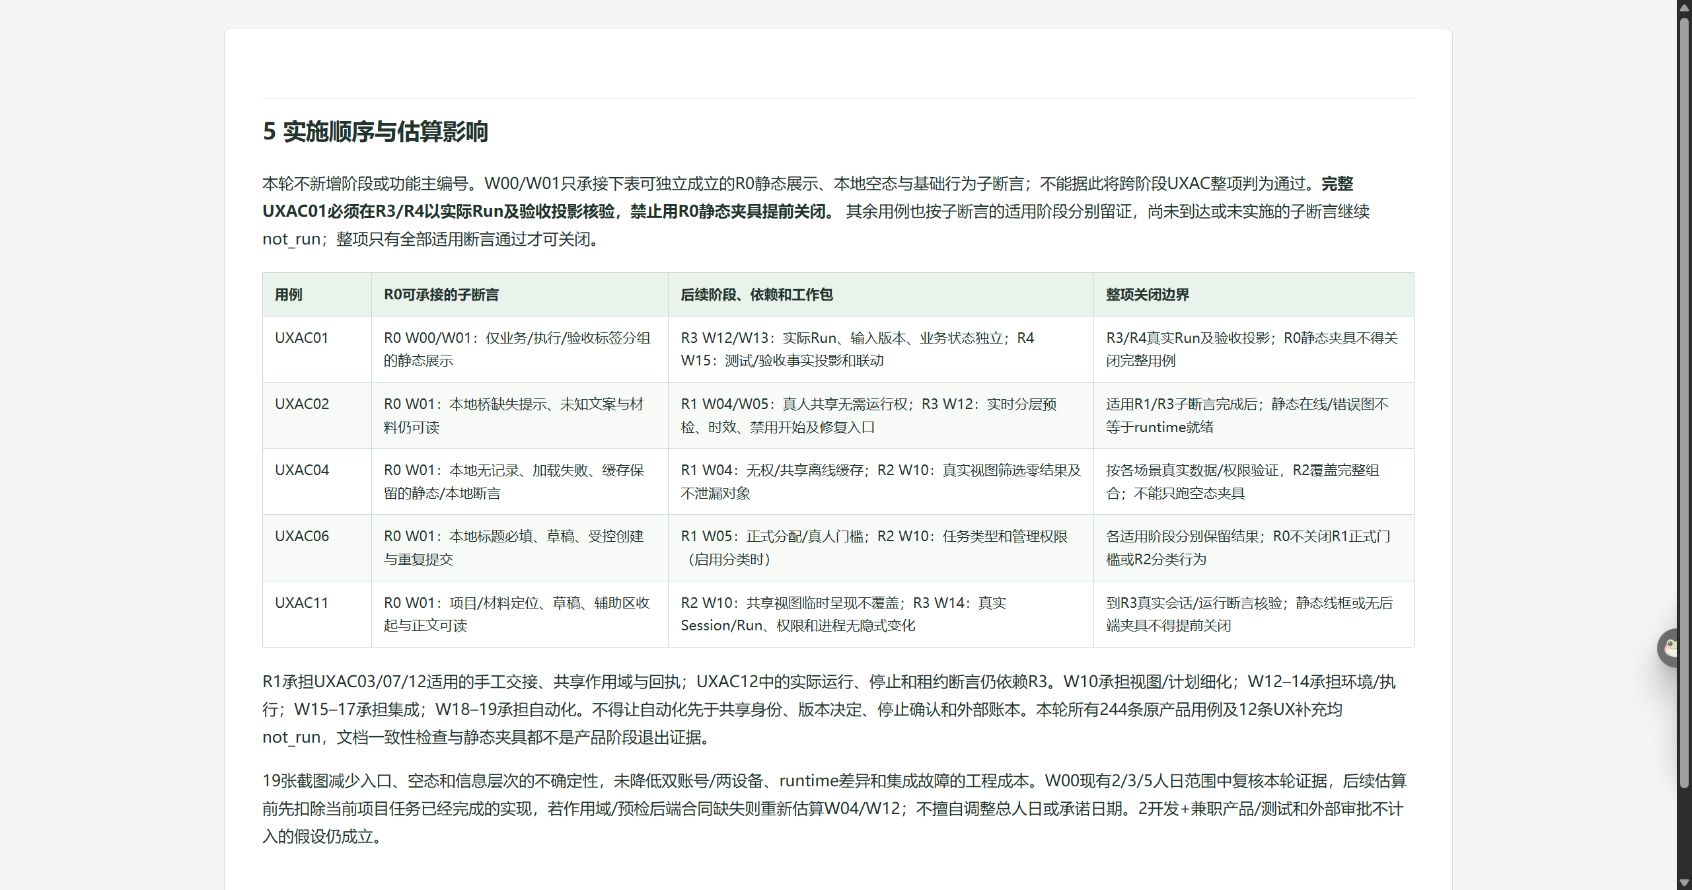 5 实施顺序与估算影响
本轮不新增阶段或功能主编号。W00/W01只承接下表可独立成立的R0静态展示、本地空态与基础行为子断言；不能据此将跨阶段UXAC整项判为通过。完整
UXAC01必须在R3/R4以实际Run及验收投影核验，禁止用R0静态夹具提前关闭。 其余用例也按子断言的适用阶段分别留证，尚未到达或未实施的子断言继续
not_run；整项只有全部适用断言通过才可关闭。
用例
R0可承接的子断言
后续阶段、依赖和工作包
整项关闭边界
UXAC01
R0 W00/W01：仅业务/执行/验收标签分组
的静态展示
R3 W12/W13：实际Run、输入版本、业务状态独立；R4
W15：测试/验收事实投影和联动
R3/R4真实Run及验收投影；R0静态夹具不得关
闭完整用例
UXAC02
R0 W01：本地桥缺失提示、未知文案与材
料仍可读
R1 W04/W05：真人共享无需运行权；R3 W12：实时分层预
检、时效、禁用开始及修复入口
适用R1/R3子断言完成后；静态在线/错误图不
等于runtime就绪
UXAC04
R0 W01：本地无记录、加载失败、缓存保
留的静态/本地断言
R1 W04：无权/共享离线缓存；R2 W10：真实视图筛选零结果及
不泄漏对象
按各场景真实数据/权限验证，R2覆盖完整组
合；不能只跑空态夹具
UXAC06
R0 W01：本地标题必填、草稿、受控创建
与重复提交
R1 W05：正式分配/真人门槛；R2 W10：任务类型和管理权限
（启用分类时）
各适用阶段分别保留结果；R0不关闭R1正式门
槛或R2分类行为
UXAC11
R0 W01：项目/材料定位、草稿、辅助区收
起与正文可读
R2 W10：共享视图临时呈现不覆盖；R3 W14：真实
Session/Run、权限和进程无隐式变化
到R3真实会话/运行断言核验；静态线框或无后
端夹具不得提前关闭
R1承担UXAC03/07/12适用的手工交接、共享作用域与回执；UXAC12中的实际运行、停止和租约断言仍依赖R3。W10承担视图/计划细化；W12–14承担环境/执
行；W15–17承担集成；W18–19承担自动化。不得让自动化先于共享身份、版本决定、停止确认和外部账本。本轮所有244条原产品用例及12条UX补充均
not_run，文档一致性检查与静态夹具都不是产品阶段退出证据。
19张截图减少入口、空态和信息层次的不确定性，未降低双账号/两设备、runtime差异和集成故障的工程成本。W00现有2/3/5人日范围中复核本轮证据，后续估算
前先扣除当前项目任务已经完成的实现，若作用域/预检后端合同缺失则重新估算W04/W12；不擅自调整总人日或承诺日期。2开发+兼职产品/测试和外部审批不计
入的假设仍成立。